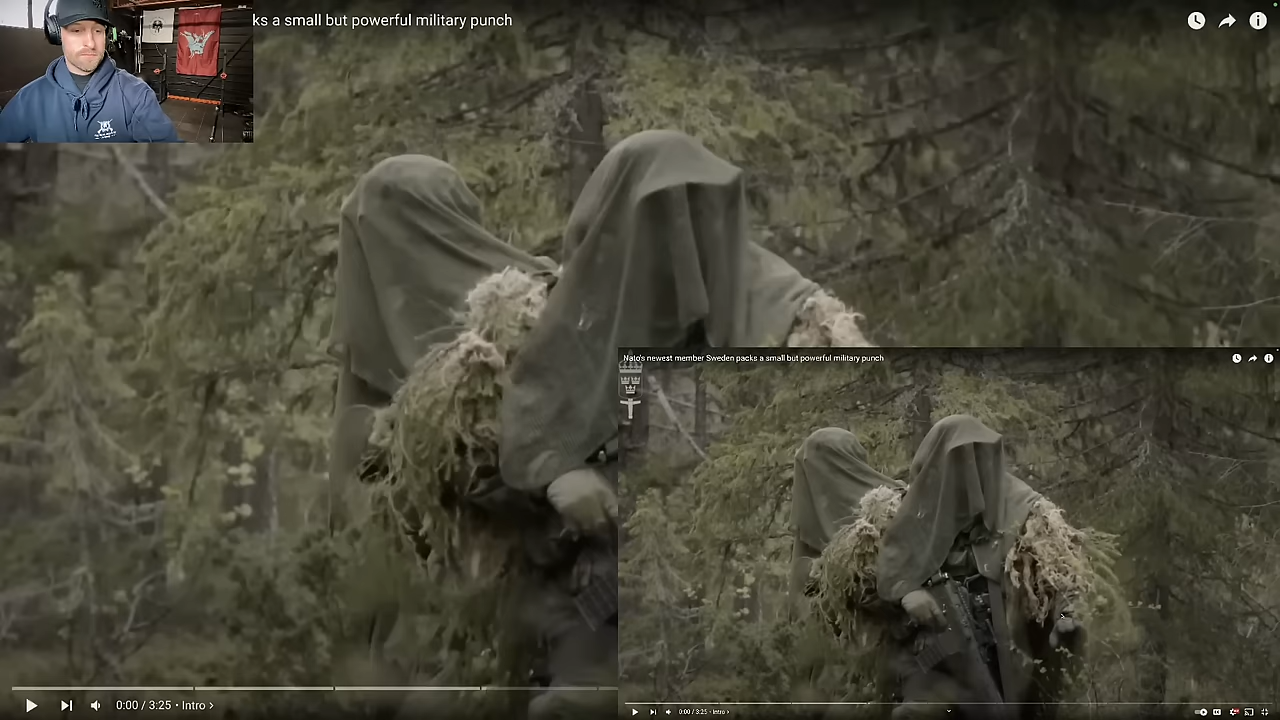 ks a small but powerful military punch
Nato's newest member Sweden packs a small but powerful military punch
0:00 / 3:25 • Intro >
0:00 / 3:25 • Intro >